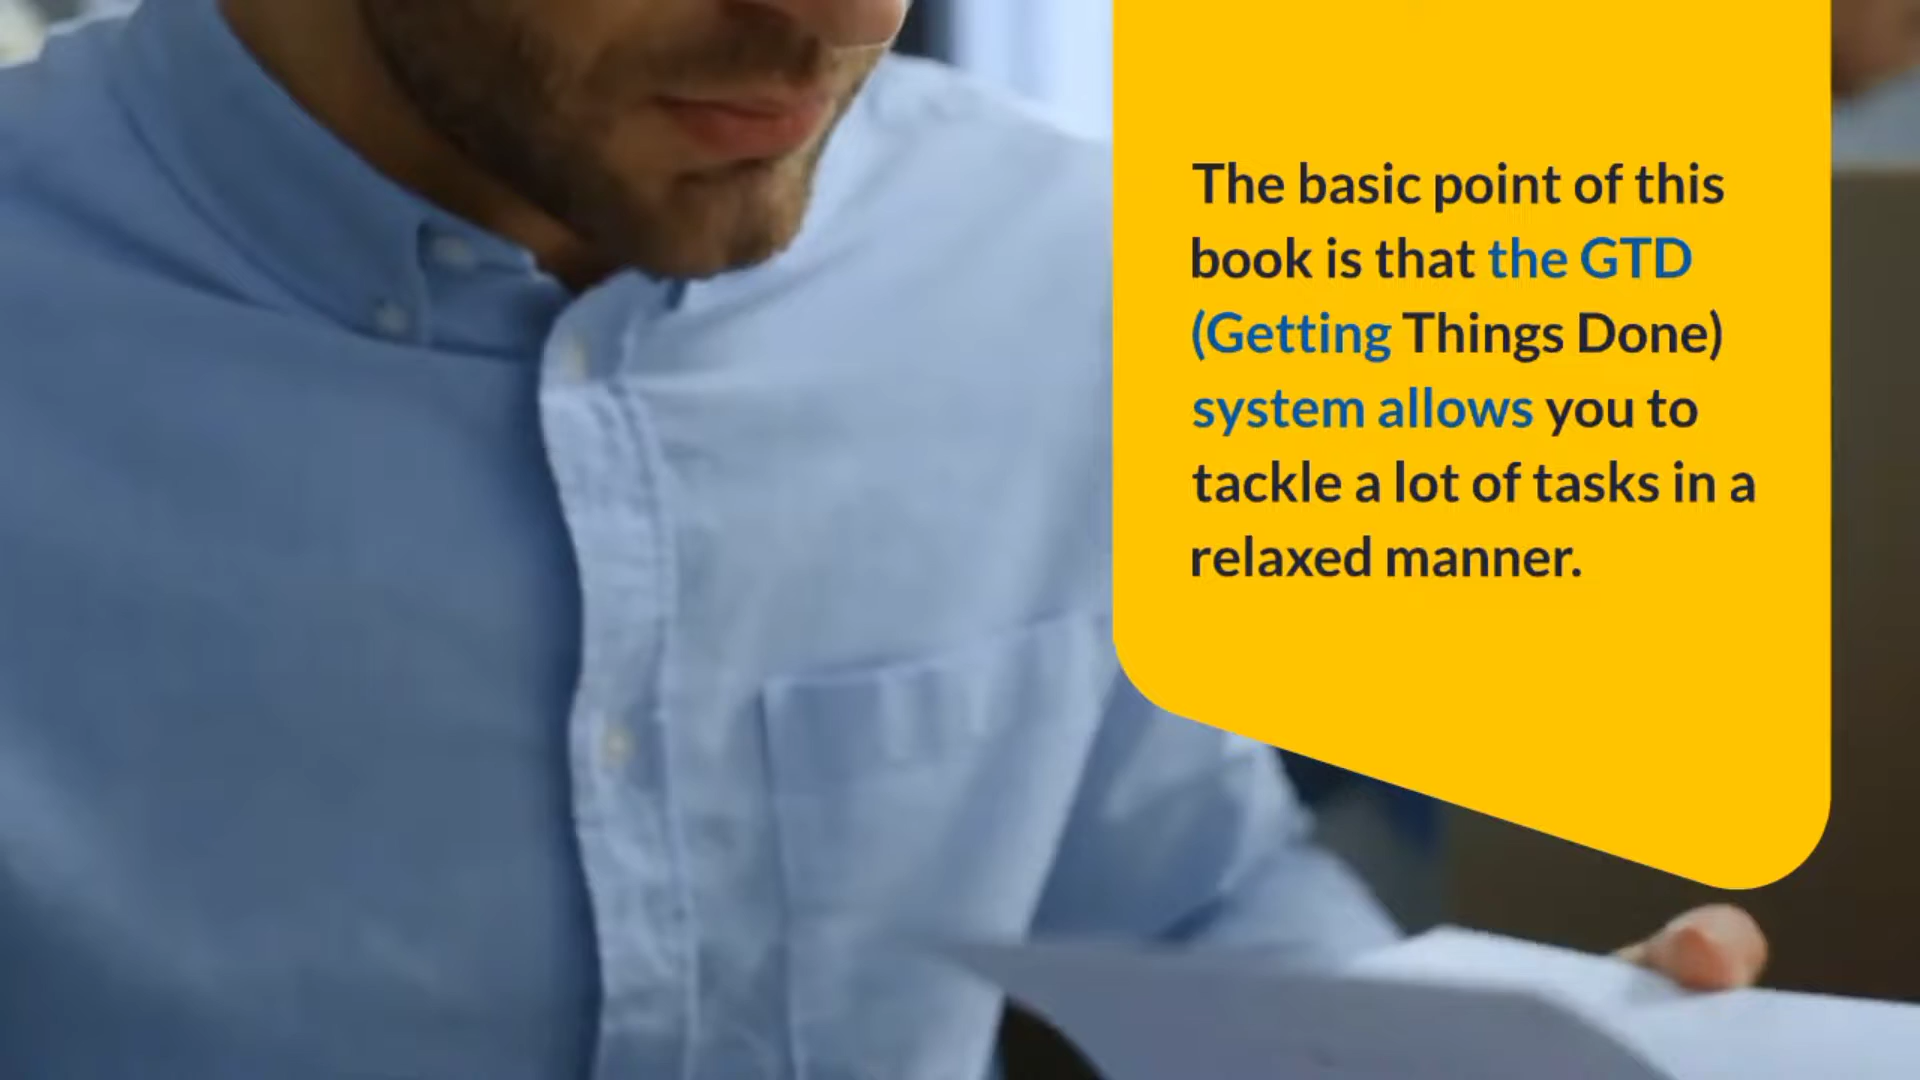 The basic point of this
book is that the GTD
(Getting Things Done)
system allows you to
tackle a lot of tasks in a
relaxed manner.